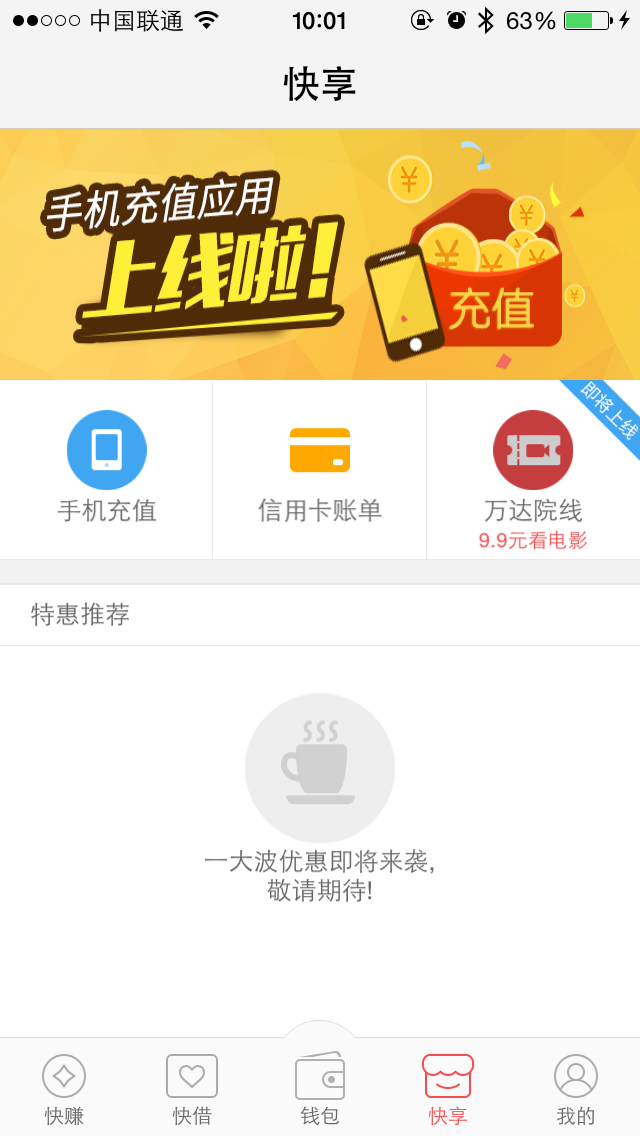 中国联通 10:01 63%
快享
手机充值应用
上线啦!
充值
即将上线
手机充值
信用卡账单
万达院线
9.9元看电影
特惠推荐
一大波优惠即将来袭,
敬请期待!
快赚
快借
钱包
快享
我的